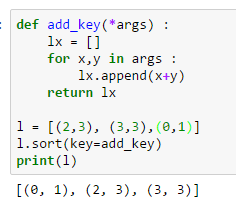 def add_key(*args) :
    lx = []
    for x,y in args :
        lx.append(x+y)
    return lx

l = [(2,3), (3,3),(0,1)]
l.sort(key=add_key)
print(l)

[(0, 1), (2, 3), (3, 3)]